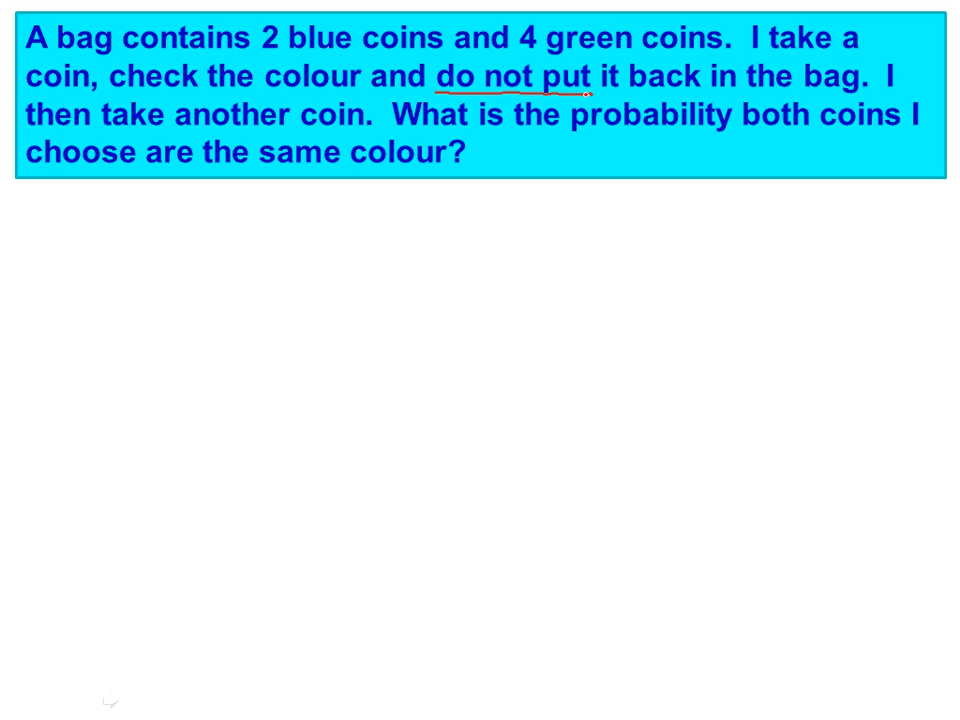 A bag contains 2 blue coins and 4 green coins.  I take a
coin, check the colour and do not put it back in the bag.  I
then take another coin.  What is the probability both coins I
choose are the same colour?